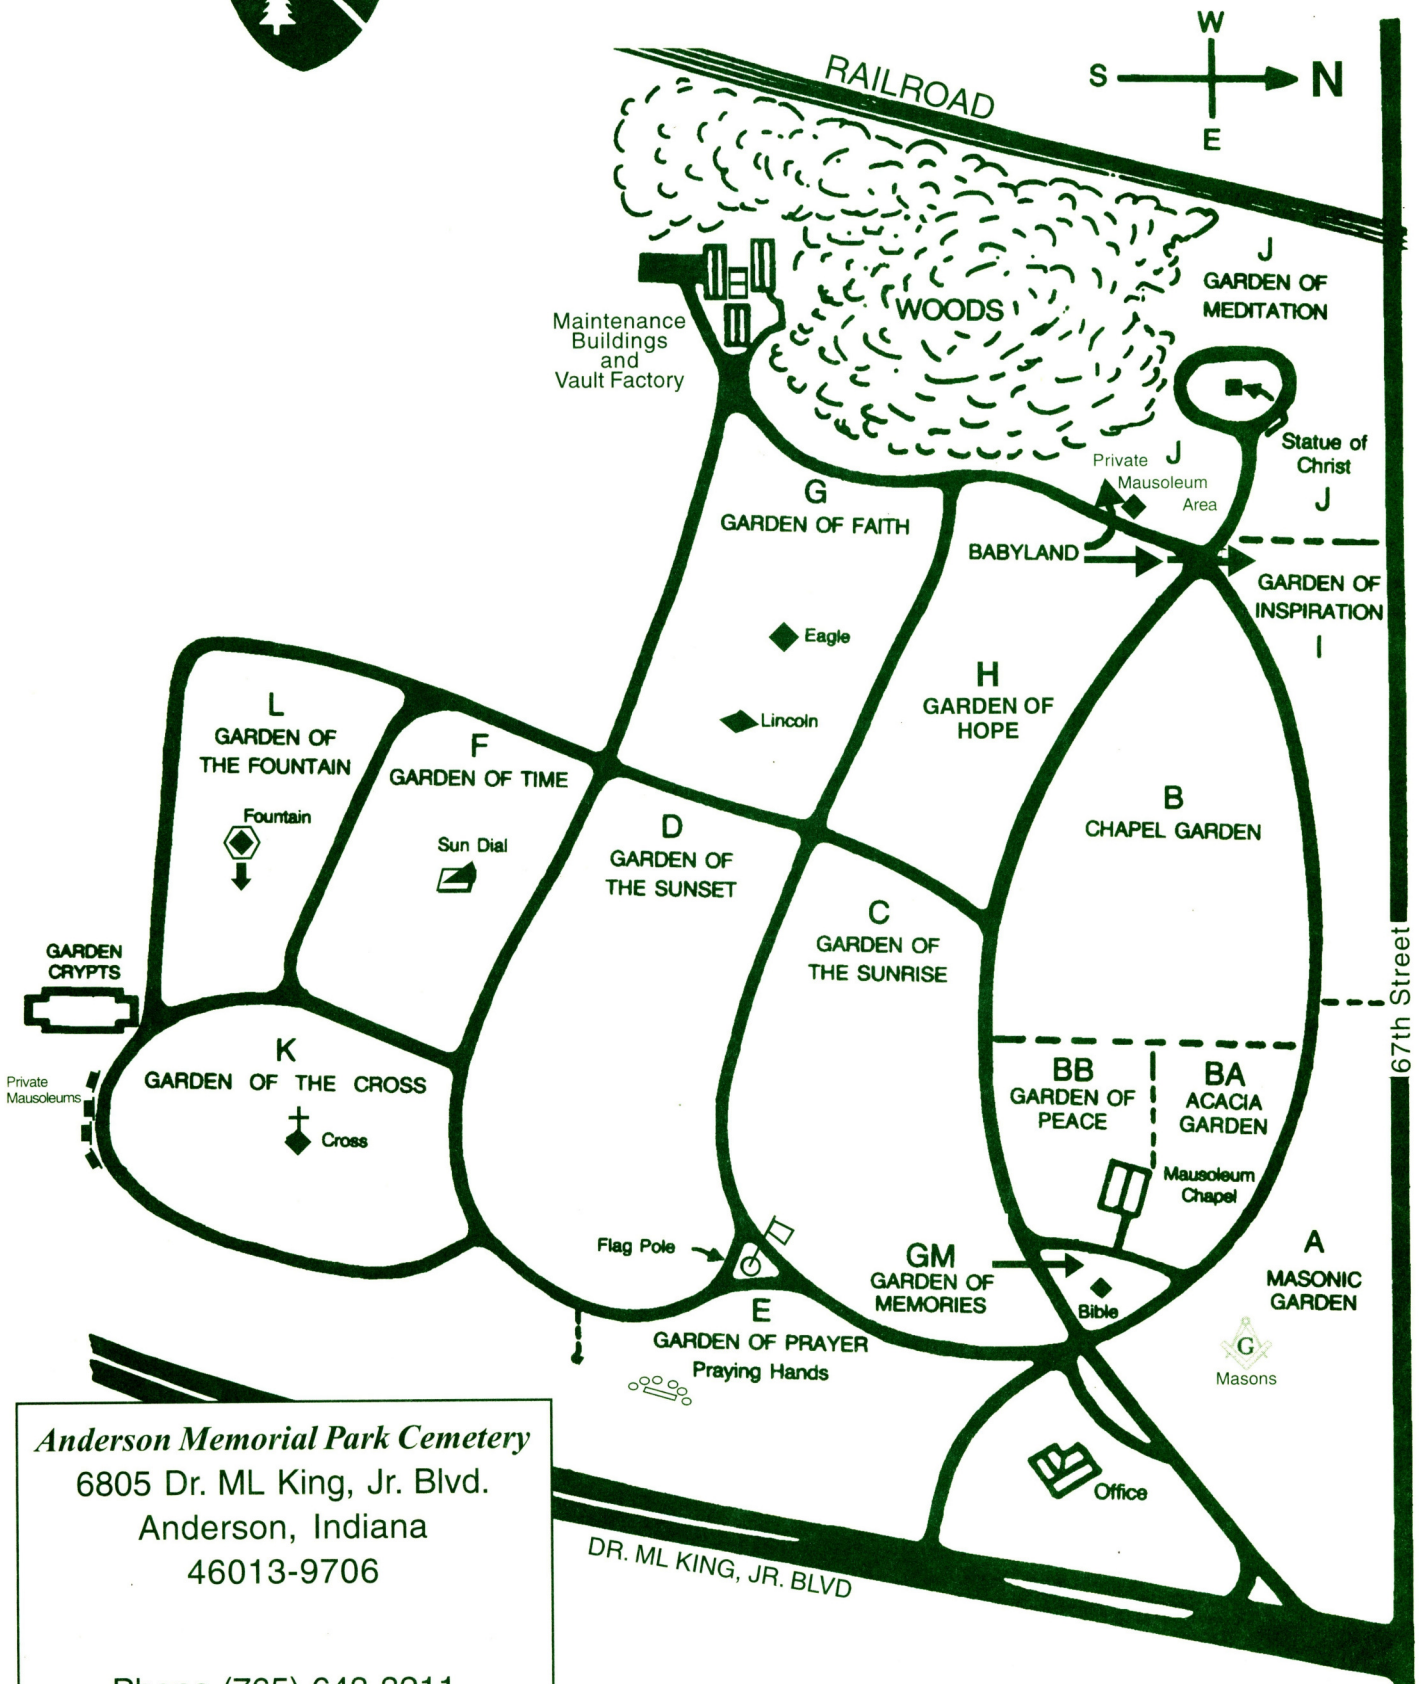 W
S
N
E
RAILROAD
J
GARDEN OF
MEDITATION
WOODS
Maintenance
Buildings
and
Vault Factory
Statue of
Christ
J
Private
J
Mausoleum
Area
G
GARDEN OF FAITH
BABYLAND
GARDEN OF
INSPIRATION
I
Eagle
Lincoln
H
GARDEN OF
HOPE
L
GARDEN OF
THE FOUNTAIN
Fountain
F
GARDEN OF TIME
Sun Dial
D
GARDEN OF
THE SUNSET
B
CHAPEL GARDEN
C
GARDEN OF
THE SUNRISE
67th Street
GARDEN
CRYPTS
K
GARDEN OF THE CROSS
Cross
Private
Mausoleums
BB
GARDEN OF
PEACE
BA
ACACIA
GARDEN
Mausoleum
Chapel
Flag Pole
GM
GARDEN OF
MEMORIES
Bible
A
MASONIC
GARDEN
G
Masons
E
GARDEN OF PRAYER
Praying Hands
Office
DR. ML KING, JR. BLVD
Anderson Memorial Park Cemetery
6805 Dr. ML King, Jr. Blvd.
Anderson, Indiana
46013-9706